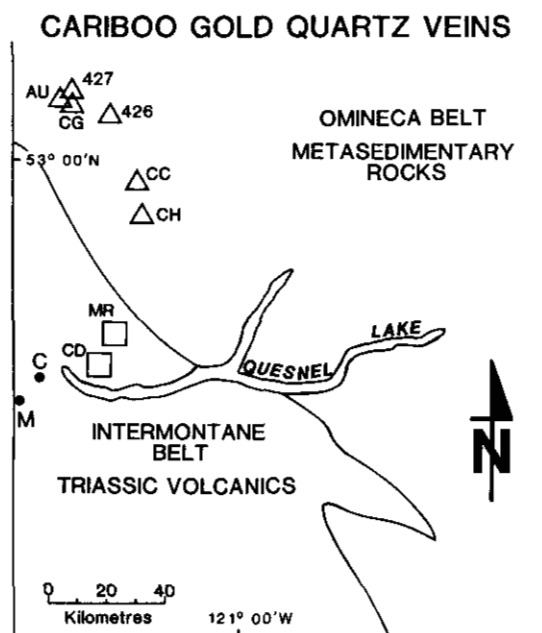 CARIBOO GOLD QUARTZ VEINS
427
AU
CG
426
OMINECA BELT
METASEDIMENTARY
ROCKS
53° 00'N
CC
CH
MR
CD
C
M
QUESNEL LAKE
INTERMONTANE
BELT
TRIASSIC VOLCANICS
N
0 20 40
Kilometres
121° 00'W